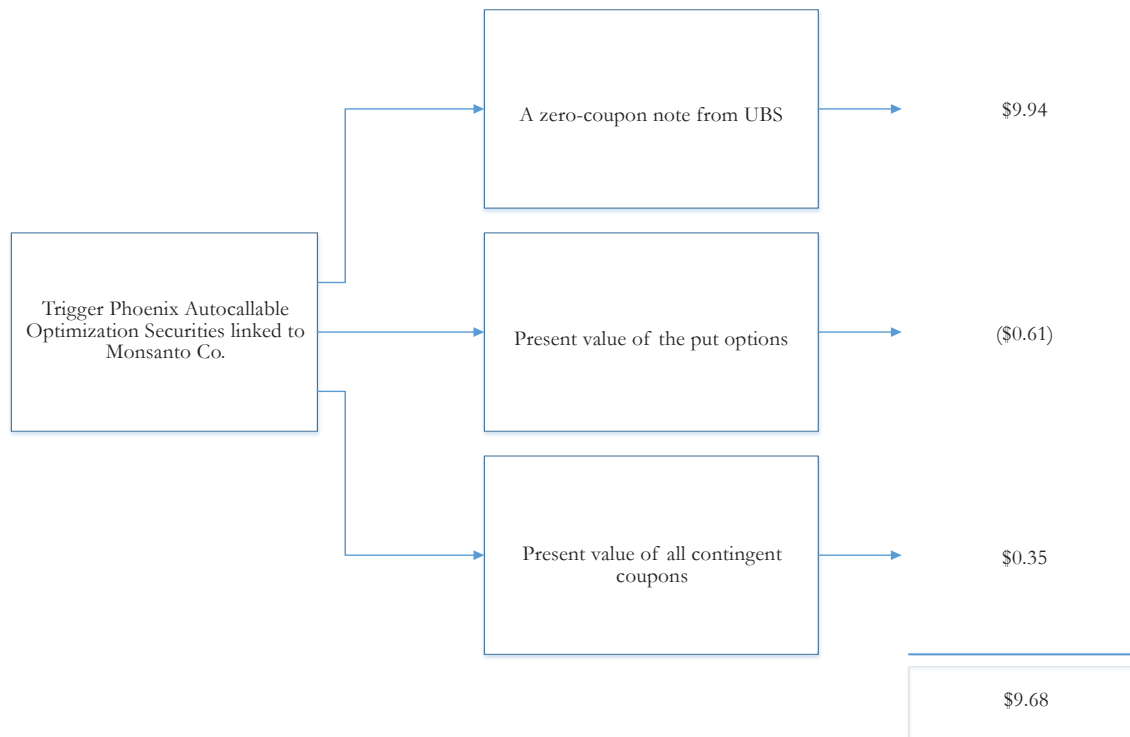 A zero-coupon note from UBS
$9.94
Trigger Phoenix Autocallable
Optimization Securities linked to
Monsanto Co.
Present value of the put options
($0.61)
Present value of all contingent
coupons
$0.35
$9.68